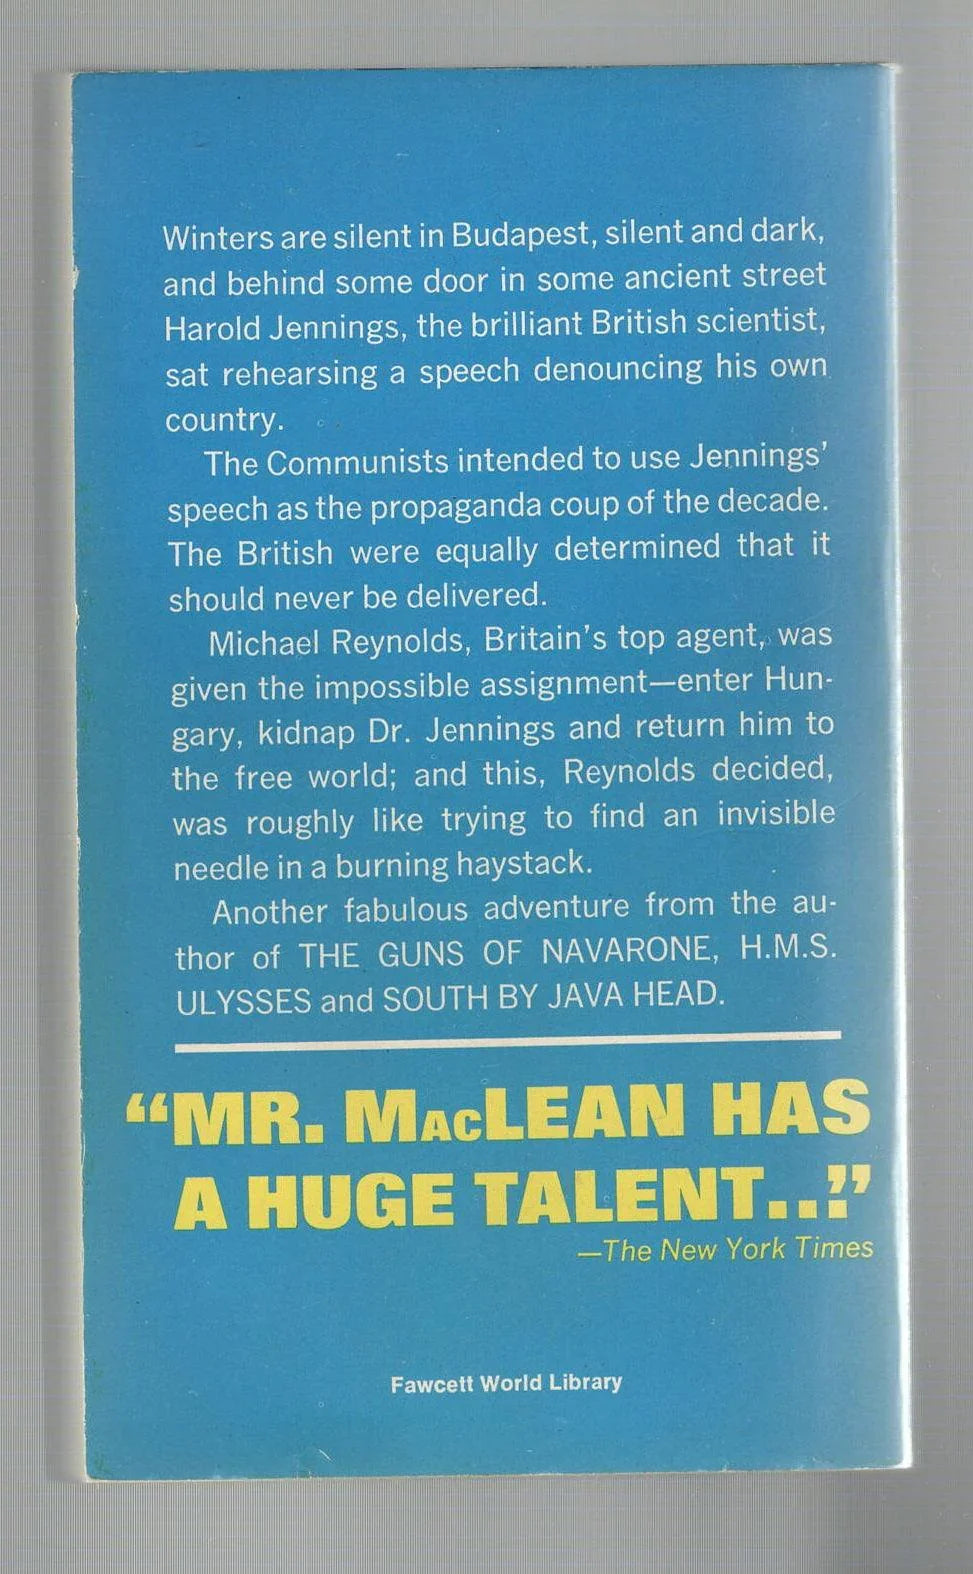 Winters are silent in Budapest, silent and dark,
and behind some door in some ancient street
Harold Jennings, the brilliant British scientist,
sat rehearsing a speech denouncing his own
country.
The Communists intended to use Jennings'
speech as the propaganda coup of the decade.
The British were equally determined that it
should never be delivered.
Michael Reynolds, Britain's top agent, was
given the impossible assignment—enter Hun-
gary, kidnap Dr. Jennings and return him to
the free world; and this, Reynolds decided,
was roughly like trying to find an invisible
needle in a burning haystack.
Another fabulous adventure from the au-
thor of THE GUNS OF NAVARONE, H.M.S.
ULYSSES and SOUTH BY JAVA HEAD.
“MR. MacLEAN HAS
A HUGE TALENT...”
—The New York Times
Fawcett World Library